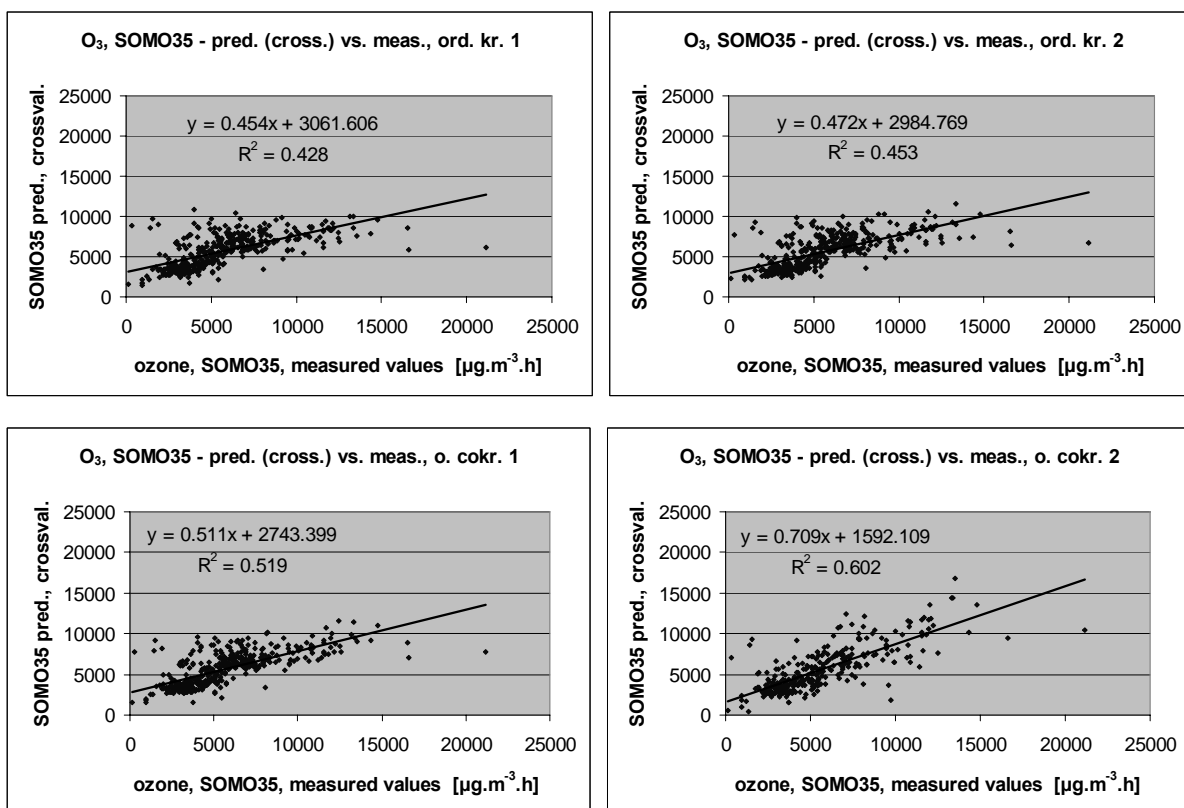 O₃, SOMO35 - pred. (cross.) vs. meas., ord. kr. 1
SOMO35 pred., crossval.
25000
20000
15000
10000
5000
0
y = 0.454x + 3061.606
R² = 0.428
0 5000 10000 15000 20000 25000
ozone, SOMO35, measured values [µg.m⁻³.h]
O₃, SOMO35 - pred. (cross.) vs. meas., ord. kr. 2
SOMO35 pred., crossval.
25000
20000
15000
10000
5000
0
y = 0.472x + 2984.769
R² = 0.453
0 5000 10000 15000 20000 25000
ozone, SOMO35, measured values [µg.m⁻³.h]
O₃, SOMO35 - pred. (cross.) vs. meas., o. cokr. 1
SOMO35 pred., crossval.
25000
20000
15000
10000
5000
0
y = 0.511x + 2743.399
R² = 0.519
0 5000 10000 15000 20000 25000
ozone, SOMO35, measured values [µg.m⁻³.h]
O₃, SOMO35 - pred. (cross.) vs. meas., o. cokr. 2
SOMO35 pred., crossval.
25000
20000
15000
10000
5000
0
y = 0.709x + 1592.109
R² = 0.602
0 5000 10000 15000 20000 25000
ozone, SOMO35, measured values [µg.m⁻³.h]